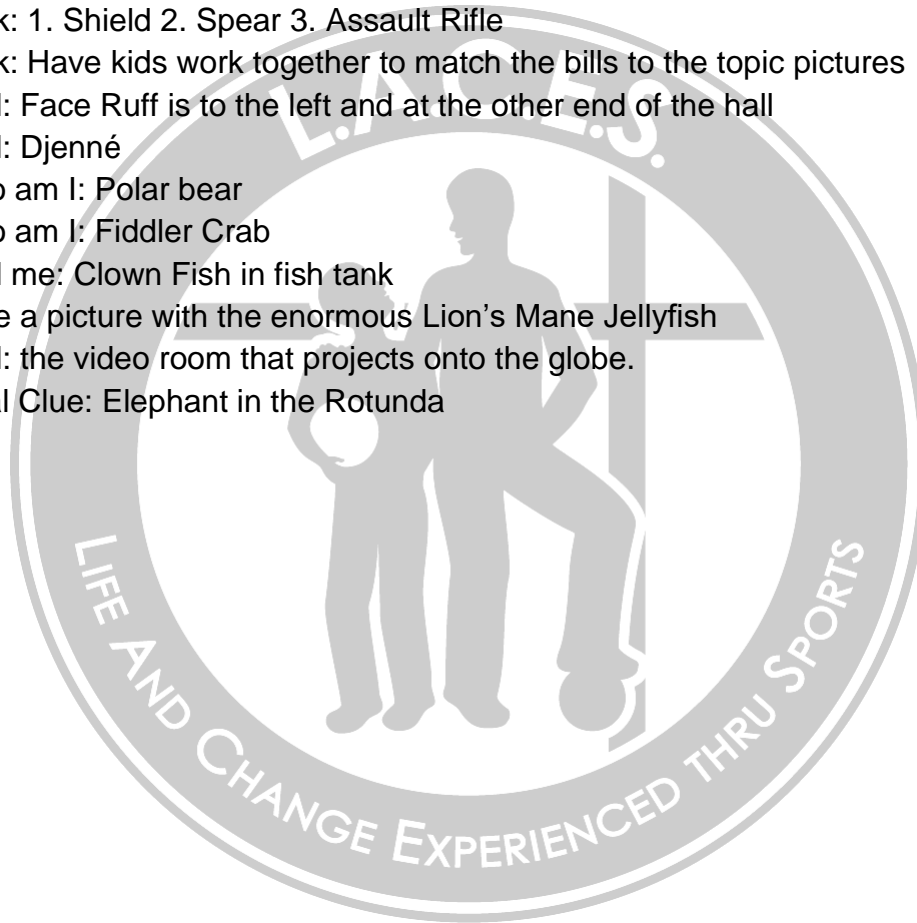 k: 1. Shield 2. Spear 3. Assault Rifle
k: Have kids work together to match the bills to the topic pictures
l: Face Ruff is to the left and at the other end of the hall
l: Djenné
o am I: Polar bear
o am I: Fiddler Crab
l me: Clown Fish in fish tank
e a picture with the enormous Lion's Mane Jellyfish
l: the video room that projects onto the globe.
al Clue: Elephant in the Rotunda
L.A.C.E.S.
LIFE AND CHANGE EXPERIENCED THRU SPORTS